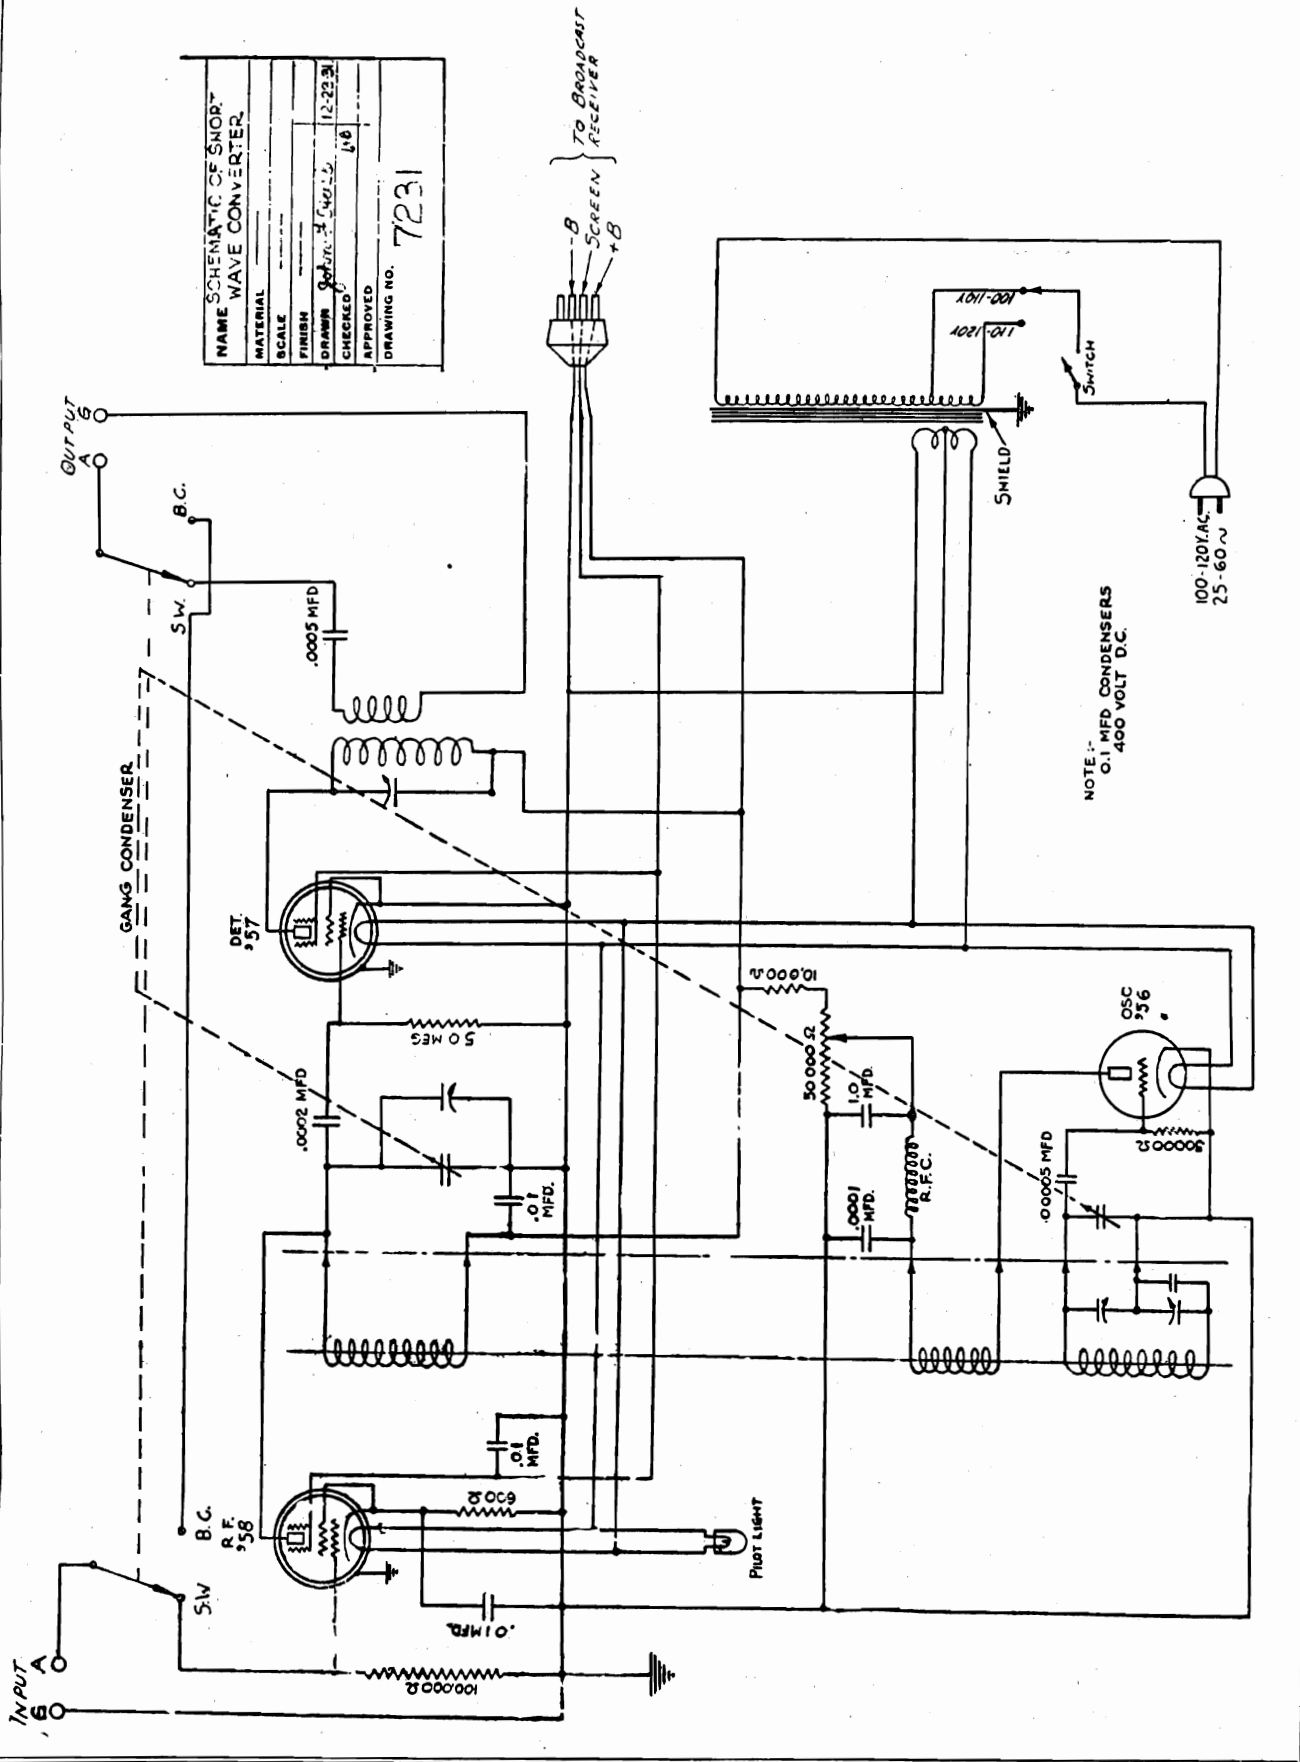 INPUT
G A
S.W.
B.C.
R.F.
'58
100,000Ω
.01MFD.
600Ω
.01
MFD.
PILOT LIGHT
GANG CONDENSER
.0002 MFD
5.0 MEG
.01
MFD.
DET.
'57
.0005 MFD
S.W.
B.C.
OUTPUT
A G
NAME SCHEMATIC OF SHORT
WAVE CONVERTER
MATERIAL
SCALE
FINISH
DRAWN 12-22-31
CHECKED
APPROVED
DRAWING NO. 7231
-B
SCREEN
+B
TO BROADCAST
RECEIVER
10,000Ω
50000Ω
1.0
MFD.
.0001
MFD.
R.F.C.
.00005 MFD
50000Ω
OSC
'56
SHIELD
100-110V
110-120V
SWITCH
100-120V.AC.
25-60~
NOTE:-
0.1 MFD CONDENSERS
400 VOLT D.C.